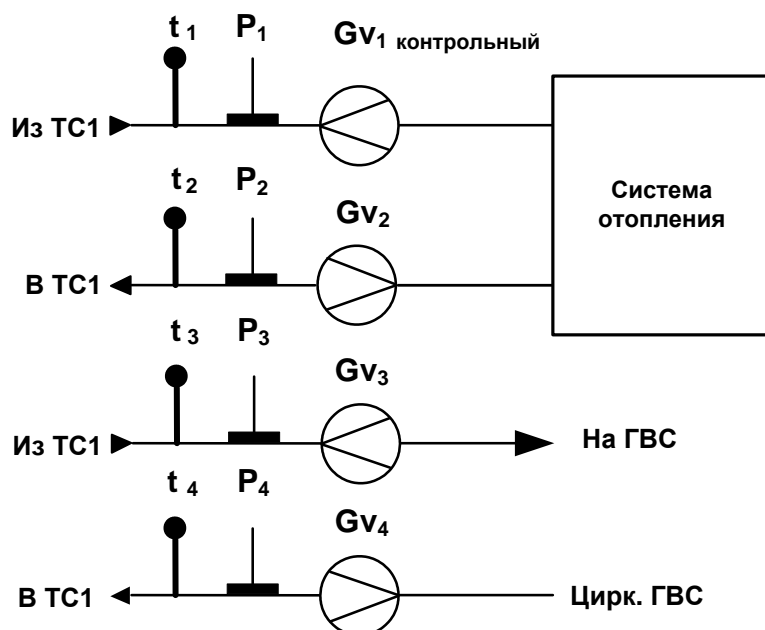 t 1 P1 Gv1 контрольный
Из ТС1
t 2 P2 Gv2
Система
отопления
В ТС1
t 3 P3 Gv3
Из ТС1 На ГВС
t 4 P4 Gv4
В ТС1 Цирк. ГВС